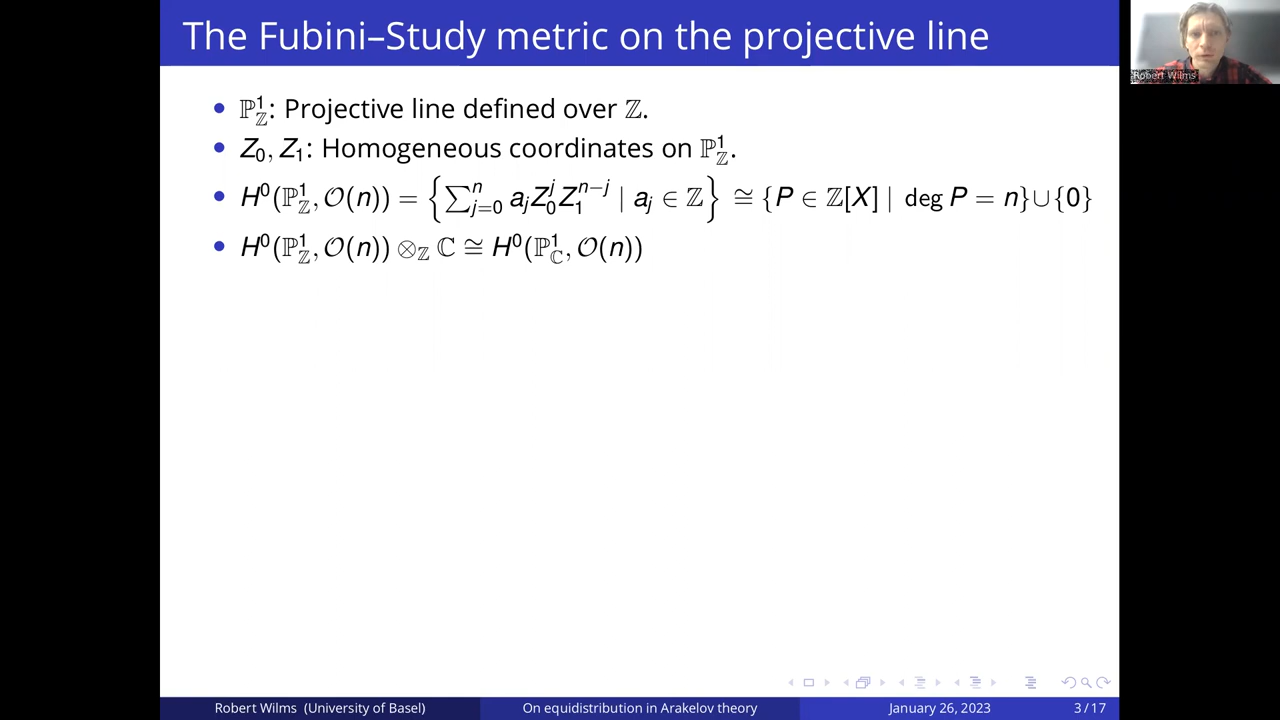 The Fubini–Study metric on the projective line
Robert Wilms
• ℙ¹_ℤ: Projective line defined over ℤ.
• Z₀, Z₁: Homogeneous coordinates on ℙ¹_ℤ.
• H⁰(ℙ¹_ℤ, 𝒪(n)) = {∑ⁿ_{j=0} a_j Z₀^j Z₁^{n−j} | a_j ∈ ℤ} ≅ {P ∈ ℤ[X] | deg P = n} ∪ {0}
• H⁰(ℙ¹_ℤ, 𝒪(n)) ⊗_ℤ ℂ ≅ H⁰(ℙ¹_ℂ, 𝒪(n))
Robert Wilms (University of Basel) On equidistribution in Arakelov theory January 26, 2023 3 / 17